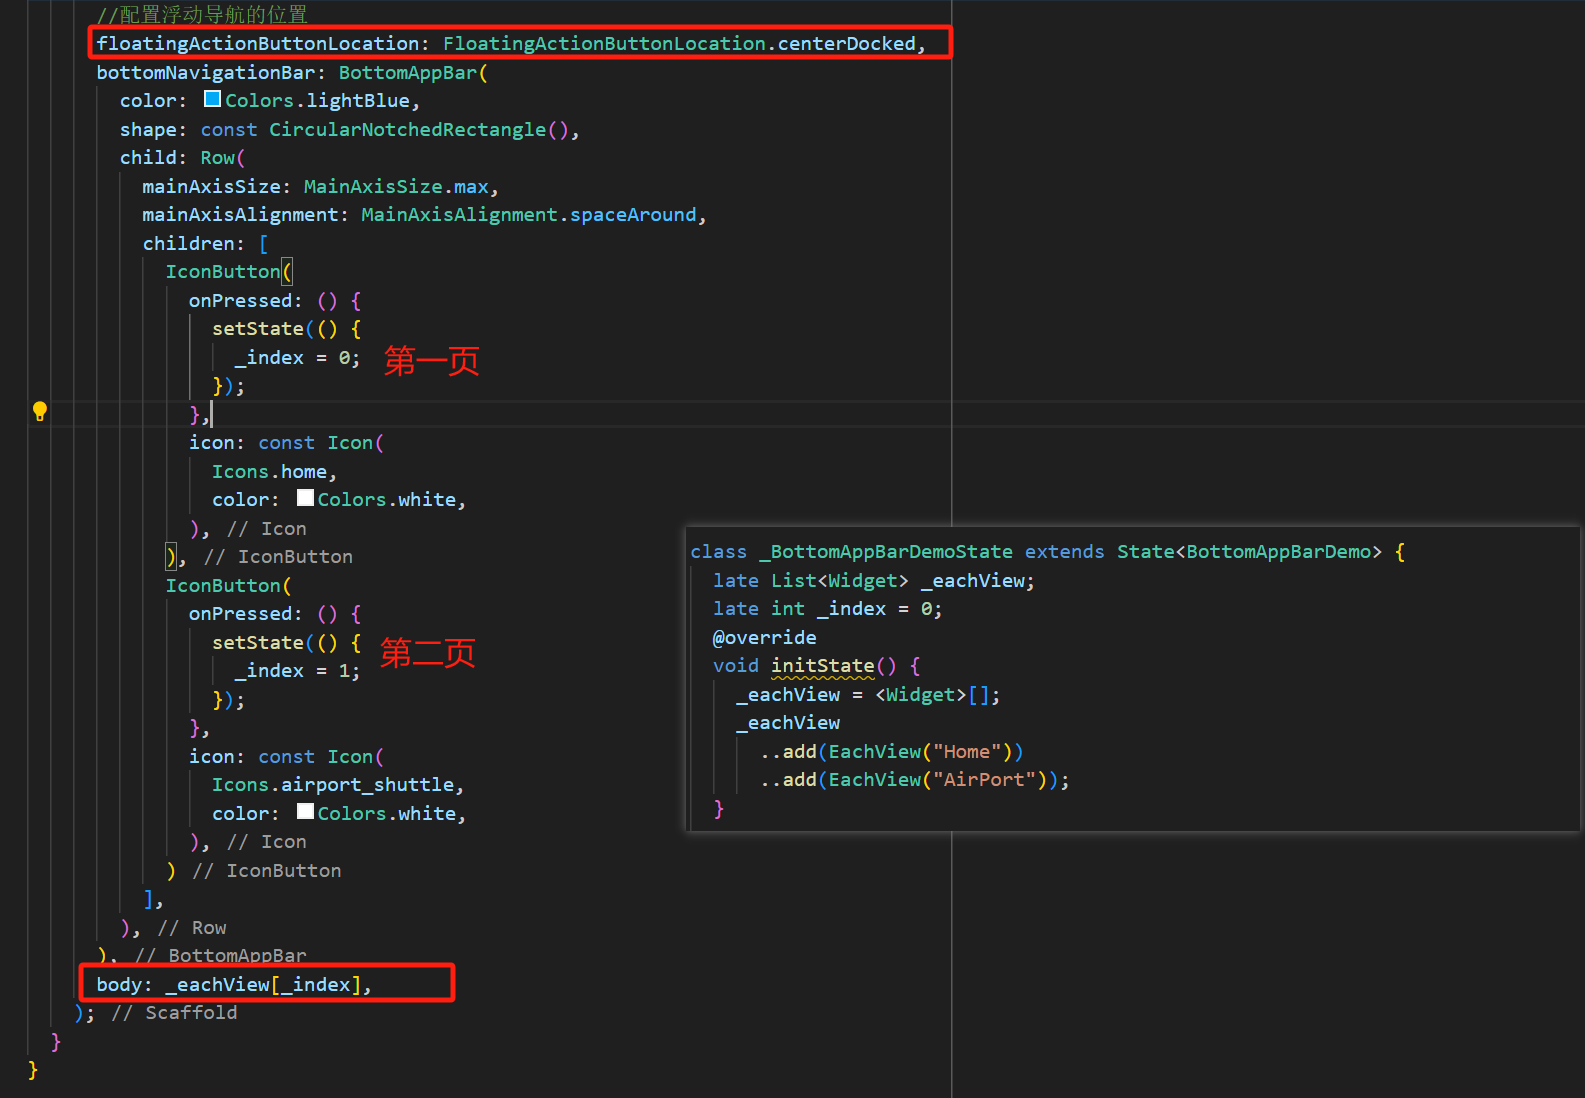 //配置浮动导航的位置
floatingActionButtonLocation: FloatingActionButtonLocation.centerDocked,
bottomNavigationBar: BottomAppBar(
color: Colors.lightBlue,
shape: const CircularNotchedRectangle(),
child: Row(
mainAxisSize: MainAxisSize.max,
mainAxisAlignment: MainAxisAlignment.spaceAround,
children: [
IconButton(
onPressed: () {
setState(() {
_index = 0; 第一页
});
},
icon: const Icon(
Icons.home,
color: Colors.white,
), // Icon
), // IconButton
IconButton(
onPressed: () {
setState(() { 第二页
_index = 1;
});
},
icon: const Icon(
Icons.airport_shuttle,
color: Colors.white,
), // Icon
) // IconButton
],
), // Row
), // BottomAppBar
body: _eachView[_index],
); // Scaffold
}
}
class _BottomAppBarDemoState extends State<BottomAppBarDemo> {
late List<Widget> _eachView;
late int _index = 0;
@override
void initState() {
_eachView = <Widget>[];
_eachView
..add(EachView("Home"))
..add(EachView("AirPort"));
}